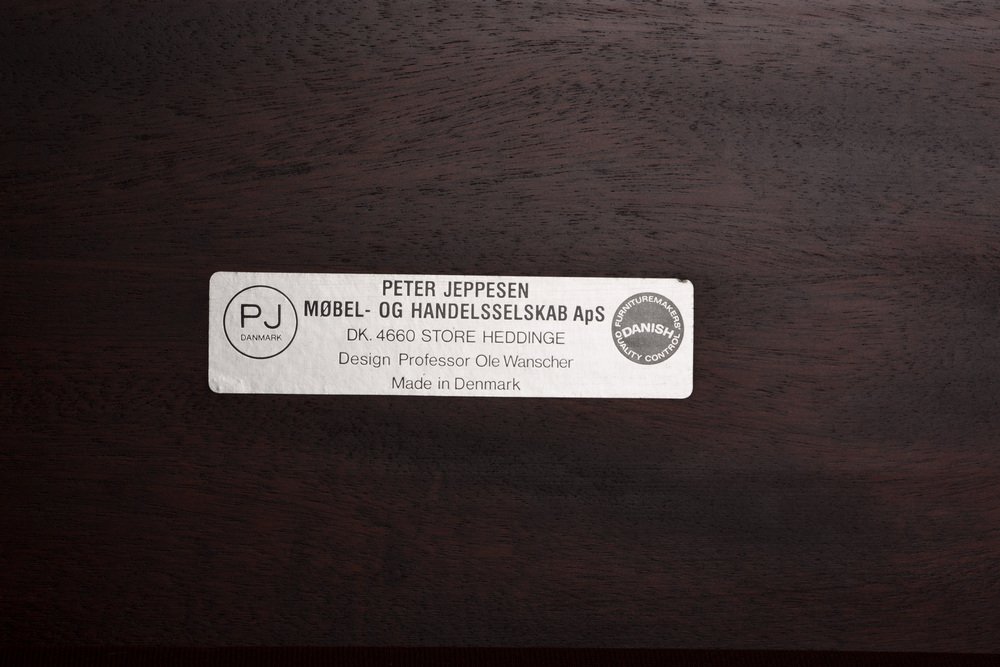 PJ
DANMARK
PETER JEPPESEN
MØBEL- OG HANDELSSELSKAB ApS
DK. 4660 STORE HEDDINGE
Design Professor Ole Wanscher
Made in Denmark
FURNITUREMAKERS'
DANISH
QUALITY CONTROL